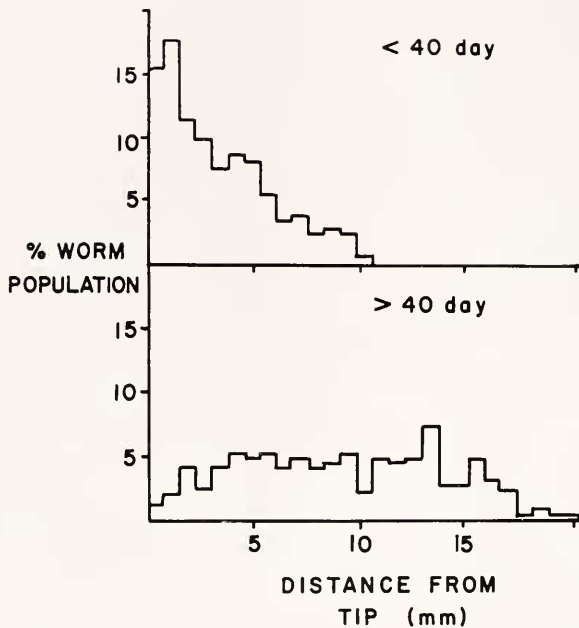 < 40 day
15
10
5
% WORM
POPULATION
> 40 day
15
10
5
5 10 15
DISTANCE FROM
TIP (mm)